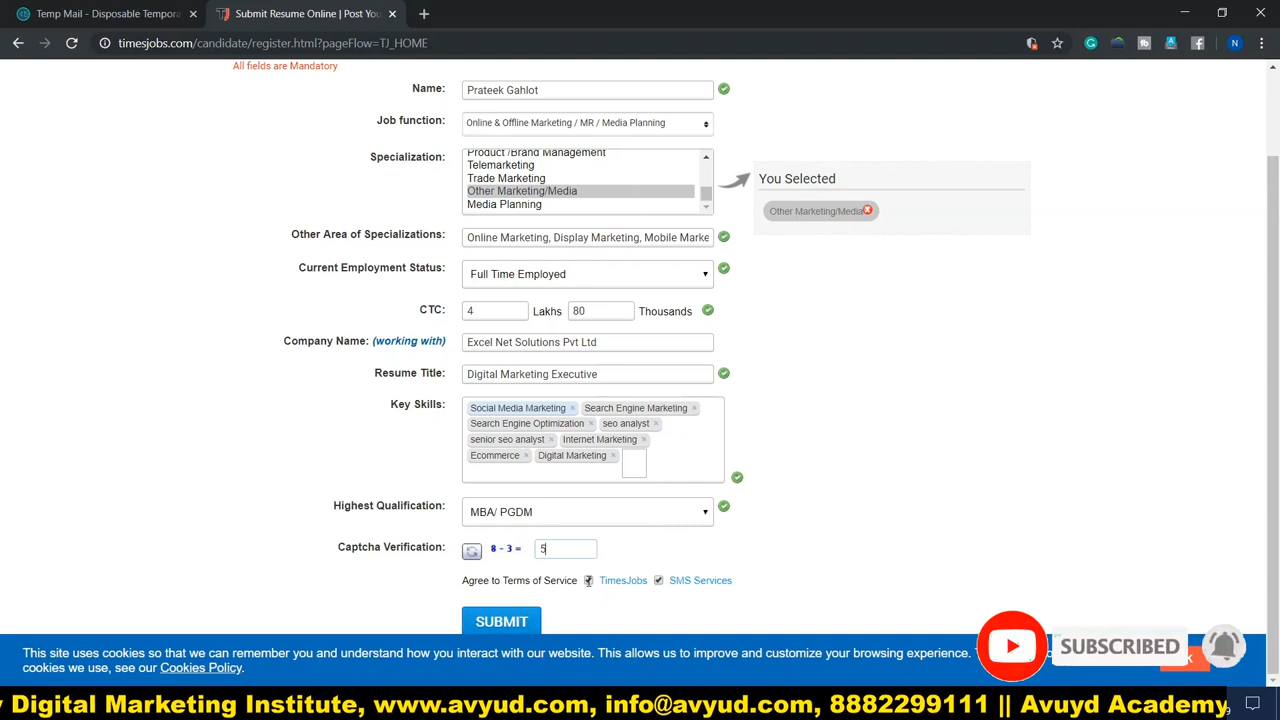 Temp Mail - Disposable Tempora
Submit Resume Online | Post You
timesjobs.com/candidate/register.html?pageFlow=TJ_HOME
All fields are Mandatory
Name: Prateek Gahlot
Job function: Online & Offline Marketing / MR / Media Planning
Specialization:
Product /Brand Management
Telemarketing
Trade Marketing
Other Marketing/Media
Media Planning
You Selected
Other Marketing/Media
Other Area of Specializations: Online Marketing, Display Marketing, Mobile Marke
Current Employment Status: Full Time Employed
CTC: 4 Lakhs 80 Thousands
Company Name: (working with) Excel Net Solutions Pvt Ltd
Resume Title: Digital Marketing Executive
Key Skills: Social Media Marketing × Search Engine Marketing ×
Search Engine Optimization × seo analyst ×
senior seo analyst × Internet Marketing ×
Ecommerce × Digital Marketing ×
Highest Qualification: MBA/ PGDM
Captcha Verification: 8 - 3 = 5
Agree to Terms of Service TimesJobs SMS Services
SUBMIT
This site uses cookies so that we can remember you and understand how you interact with our website. This allows us to improve and customize your browsing experience.
cookies we use, see our Cookies Policy.
SUBSCRIBED
Digital Marketing Institute, www.avyud.com, info@avyud.com, 8882299111 || Avuyd Academy